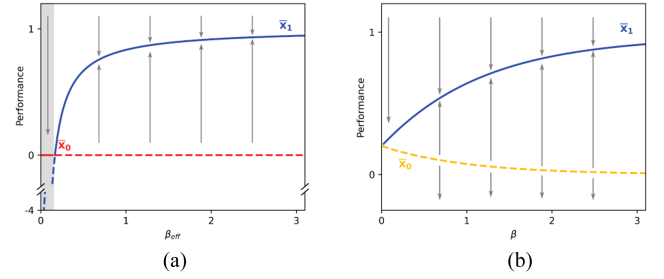 1
x̄₁
Performance
0
x̄₀
-4
0
1
2
3
β_eff
(a)
1
x̄₁
Performance
x̄₀
0
0
1
2
3
β
(b)